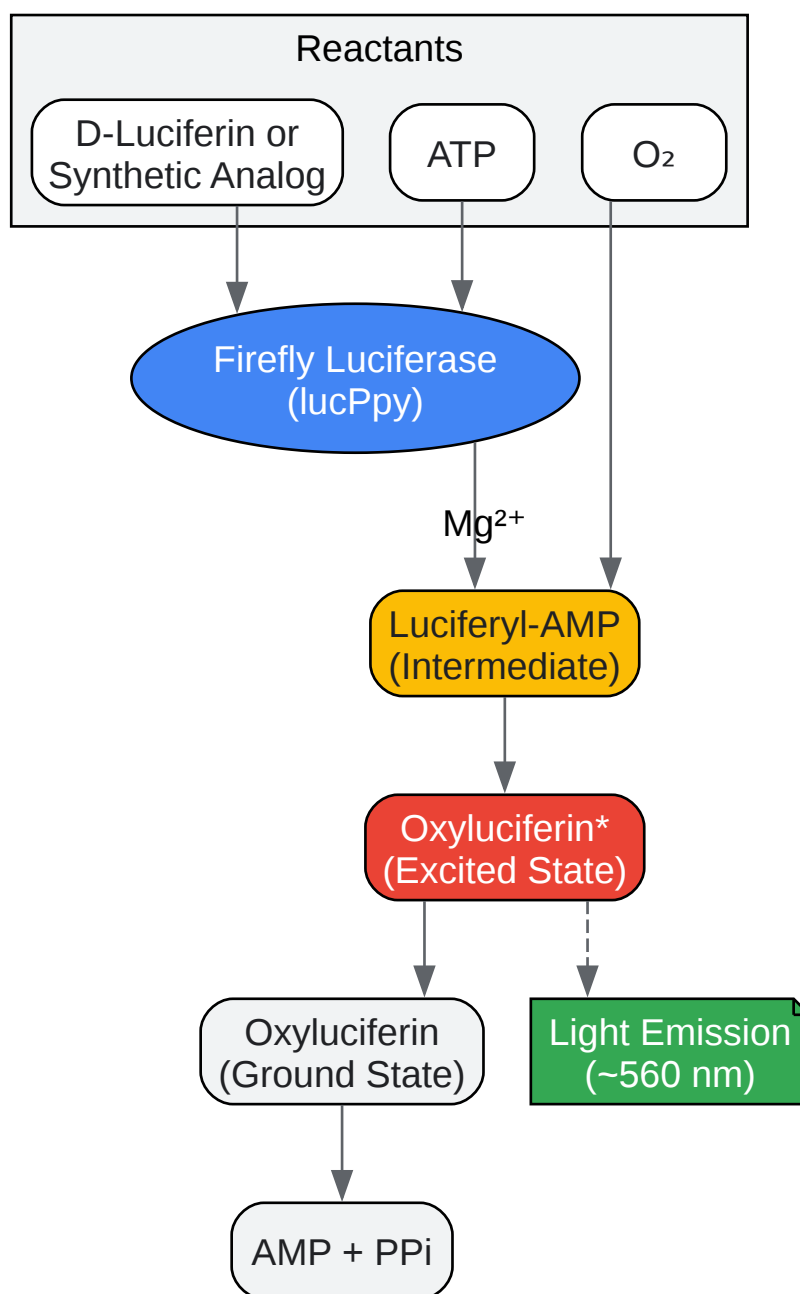 Reactants
D-Luciferin or
Synthetic Analog
ATP
O₂
Firefly Luciferase
(lucPpy)
Mg²⁺
Luciferyl-AMP
(Intermediate)
Oxyluciferin*
(Excited State)
Oxyluciferin
(Ground State)
Light Emission
(~560 nm)
AMP + PPi